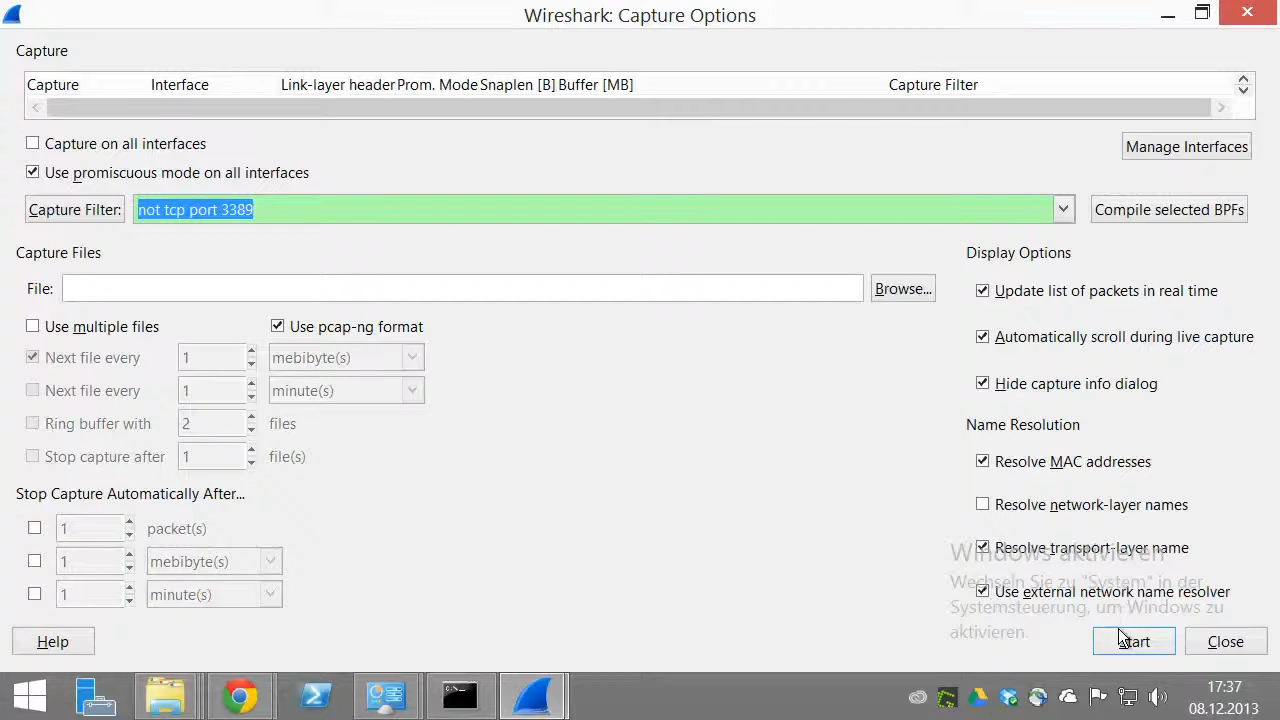 Wireshark: Capture Options
Capture
Capture Interface Link-layer header Prom. Mode Snaplen [B] Buffer [MB] Capture Filter
Capture on all interfaces
Manage Interfaces
Use promiscuous mode on all interfaces
Capture Filter: not tcp port 3389 Compile selected BPFs
Capture Files
File: Browse...
Use multiple files Use pcap-ng format
Next file every 1 mebibyte(s)
Next file every 1 minute(s)
Ring buffer with 2 files
Stop capture after 1 file(s)
Stop Capture Automatically After...
1 packet(s)
1 mebibyte(s)
1 minute(s)
Display Options
Update list of packets in real time
Automatically scroll during live capture
Hide capture info dialog
Name Resolution
Resolve MAC addresses
Resolve network-layer names
Resolve transport-layer name
Use external network name resolver
Windows aktivieren
Wechseln Sie zu "System" in der
Systemsteuerung, um Windows zu
aktivieren.
Help Start Close
17:37
08.12.2013